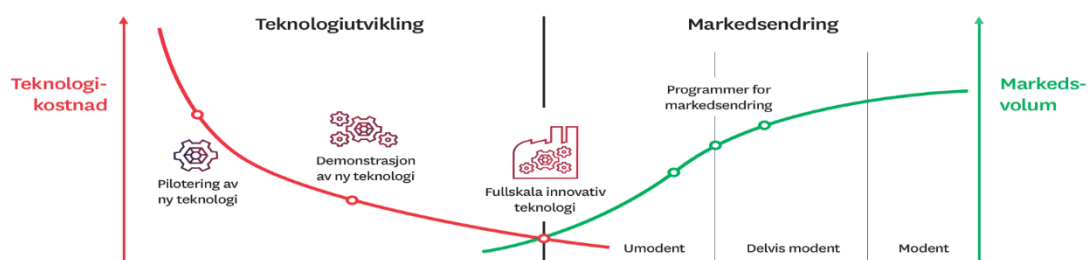 Teknologiutvikling
Markedsendring
Teknologi-
kostnad
Markeds-
volum
Programmer for
markedsendring
Pilotering av
ny teknologi
Demonstrasjon
av ny teknologi
Fullskala innovativ
teknologi
Umodent
Delvis modent
Modent